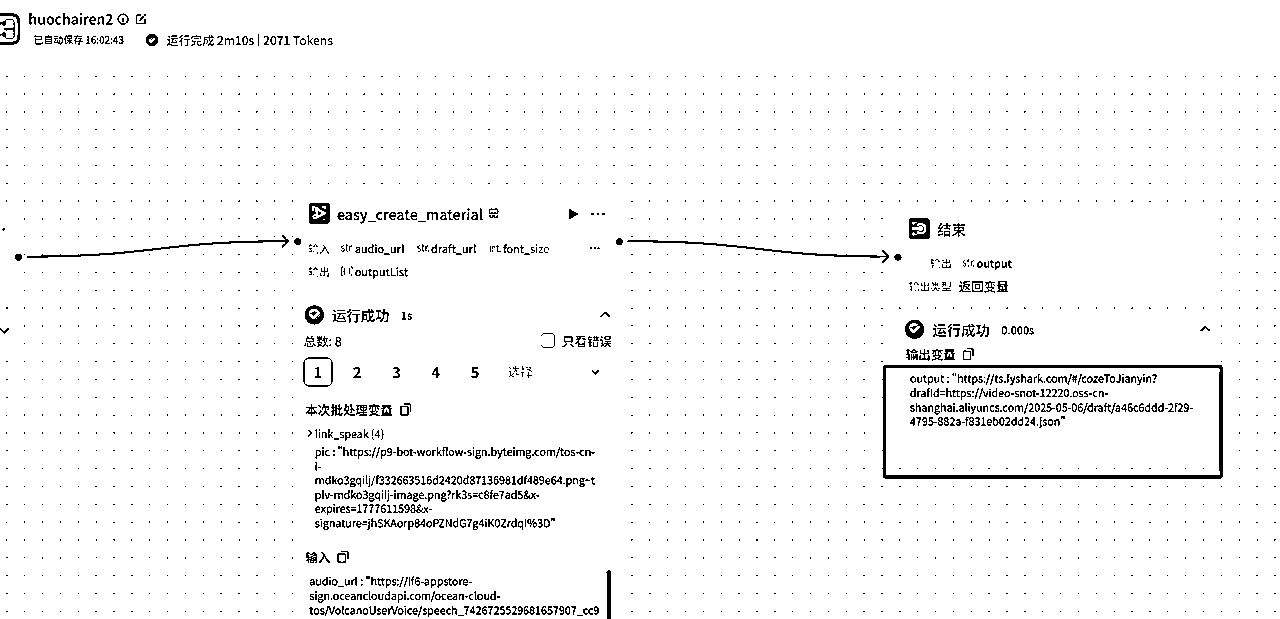 huochairen2
已自动保存 16:02:43 运行完成 2m10s | 2071 Tokens
easy_create_material
输入 str.audio_url str.draft_url int.font_size
输出 outputList
运行成功 1s
总数: 8 只看错误
1 2 3 4 5 选择
本次批处理变量
link_speak {4}
pic : "https://p9-bot-workflow-sign.byteimg.com/tos-cn-
i-
mdko3gqilj/f332663516d2420d87136981df489e64.png~t
plv-mdko3gqilj-image.png?rk3s=c8fe7ad5&x-
expires=1777611598&x-
signature=jhSKAorp84oPZNdG7g4iK0Zrdql%3D"
输入
audio_url : "https://lf6-appstore-
sign.oceancloudapi.com/ocean-cloud-
tos/VolcanoUserVoice/speech_7426725529681657907_cc9
结束
输出 str.output
输出类型 返回变量
运行成功 0.000s
输出变量
output : "https://ts.fyshark.com/#/cozeToJianyin?
drafId=https://video-snot-12220.oss-cn-
shanghai.aliyuncs.com/2025-05-06/draft/a46c6ddd-2f29-
4795-882a-f831eb02dd24.json"